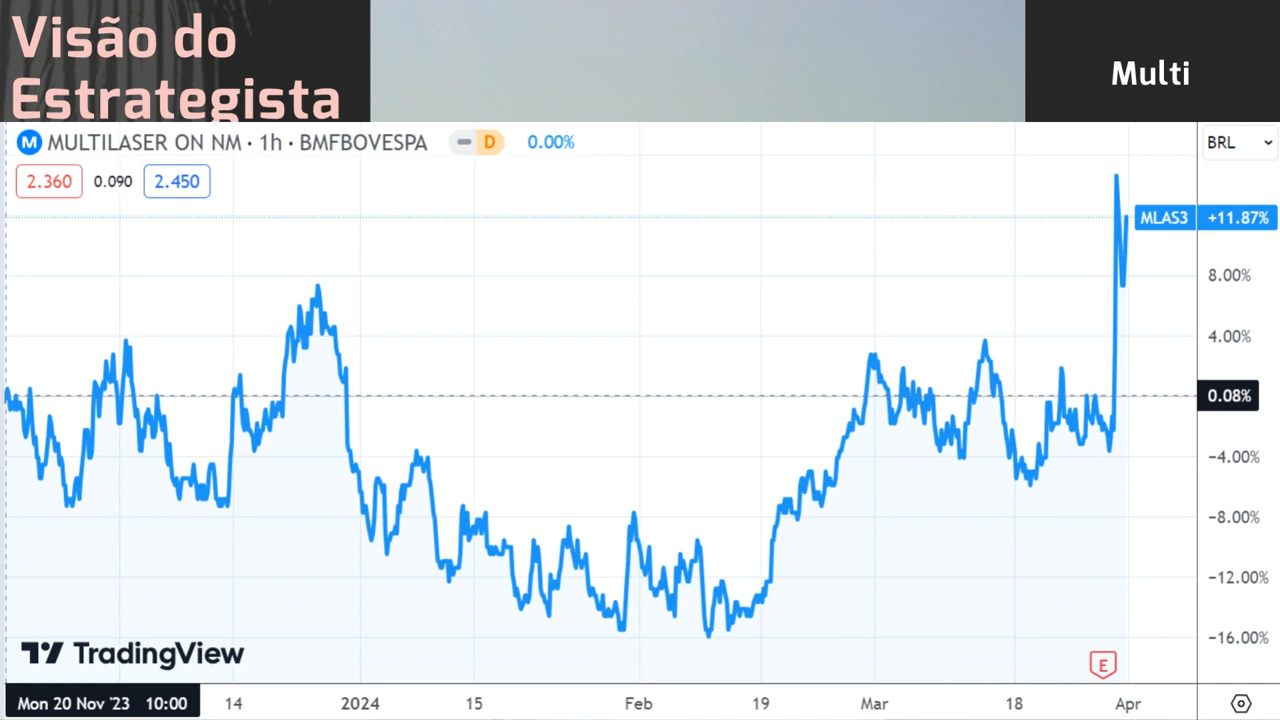 Visão do
Estrategista
Multi
M MULTILASER ON NM · 1h · BMFBOVESPA D 0.00% BRL
2.360 0.090 2.450
MLAS3 +11.87%
8.00%
4.00%
0.08%
−4.00%
−8.00%
−12.00%
−16.00%
TradingView
E
Mon 20 Nov '23 10:00 14 2024 15 Feb 19 Mar 18 Apr